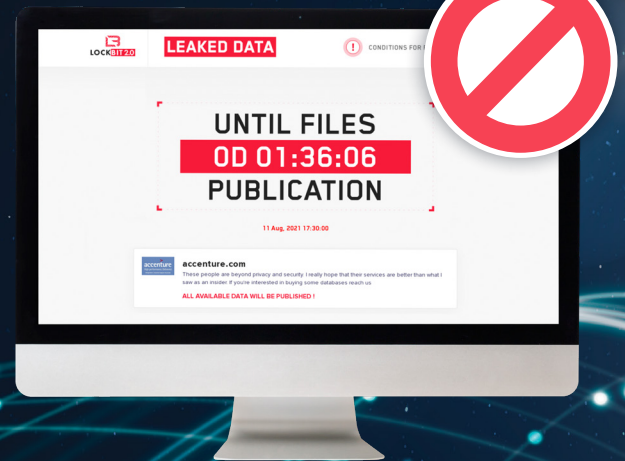 LOCKBIT 2.0
LEAKED DATA
! CONDITIONS FOR
UNTIL FILES
0D 01:36:06
PUBLICATION
11 Aug, 2021 17:30:00
accenture
accenture.com
These people are beyond privacy and security. I really hope that their services are better than what I
saw as an insider. If you're interested in buying some databases reach us
ALL AVAILABLE DATA WILL BE PUBLISHED !